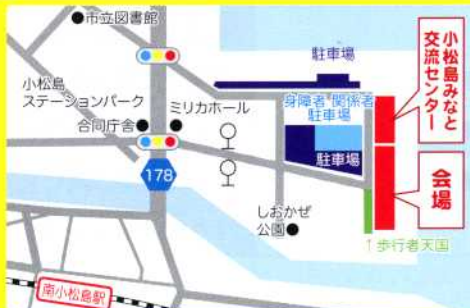 市立図書館
駐車場
小松島
ステーションパーク
ミリカホール
合同庁舎
身障者 関係者
駐車場
駐車場
小松島みなと
交流センター
会場
178
しおかぜ
公園
↑歩行者天国
南小松島駅